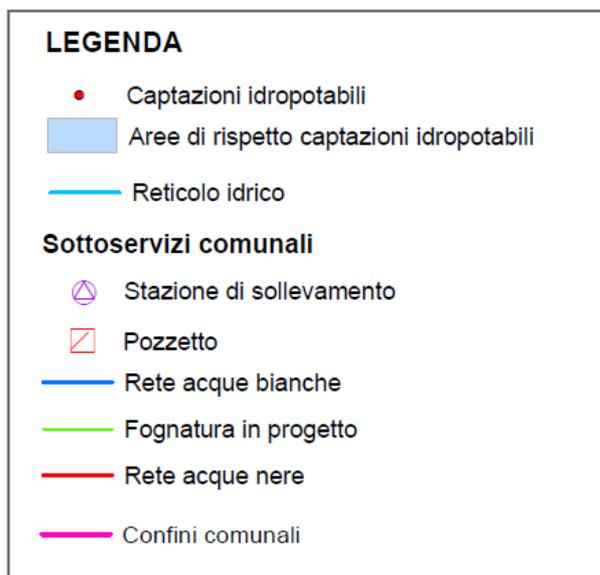 LEGENDA
Captazioni idropotabili
Aree di rispetto captazioni idropotabili
Reticolo idrico
Sottoservizi comunali
Stazione di sollevamento
Pozzetto
Rete acque bianche
Fognatura in progetto
Rete acque nere
Confini comunali